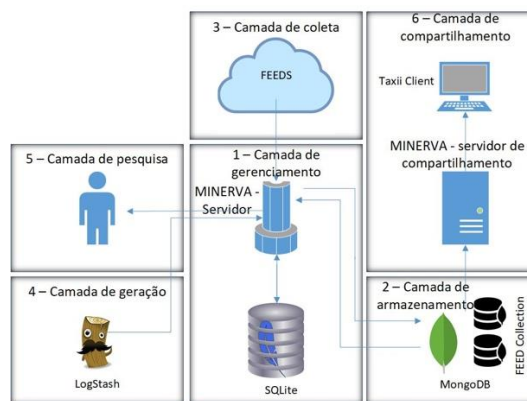 3 – Camada de coleta
FEEDS
6 – Camada de
compartilhamento
Taxii Client
MINERVA - servidor de
compartilhamento
5 – Camada de pesquisa
1 – Camada de
gerenciamento
MINERVA -
Servidor
SQLite
4 – Camada de geração
LogStash
2 – Camada de
armazenamento
FEED Collection
MongoDB